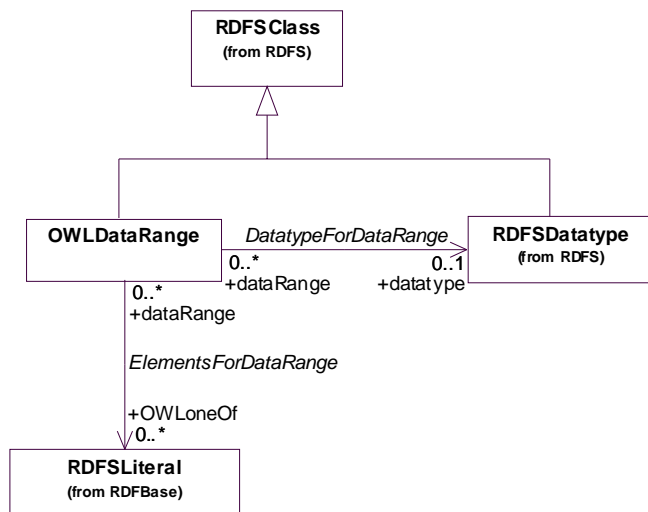 RDFSClass
(from RDFS)
OWLDataRange
DatatypeForDataRange
RDFSDatatype
(from RDFS)
0..*
0..1
+dataRange
+datatype
0..*
+dataRange
ElementsForDataRange
+OWLoneOf
0..*
RDFSLiteral
(from RDFBase)